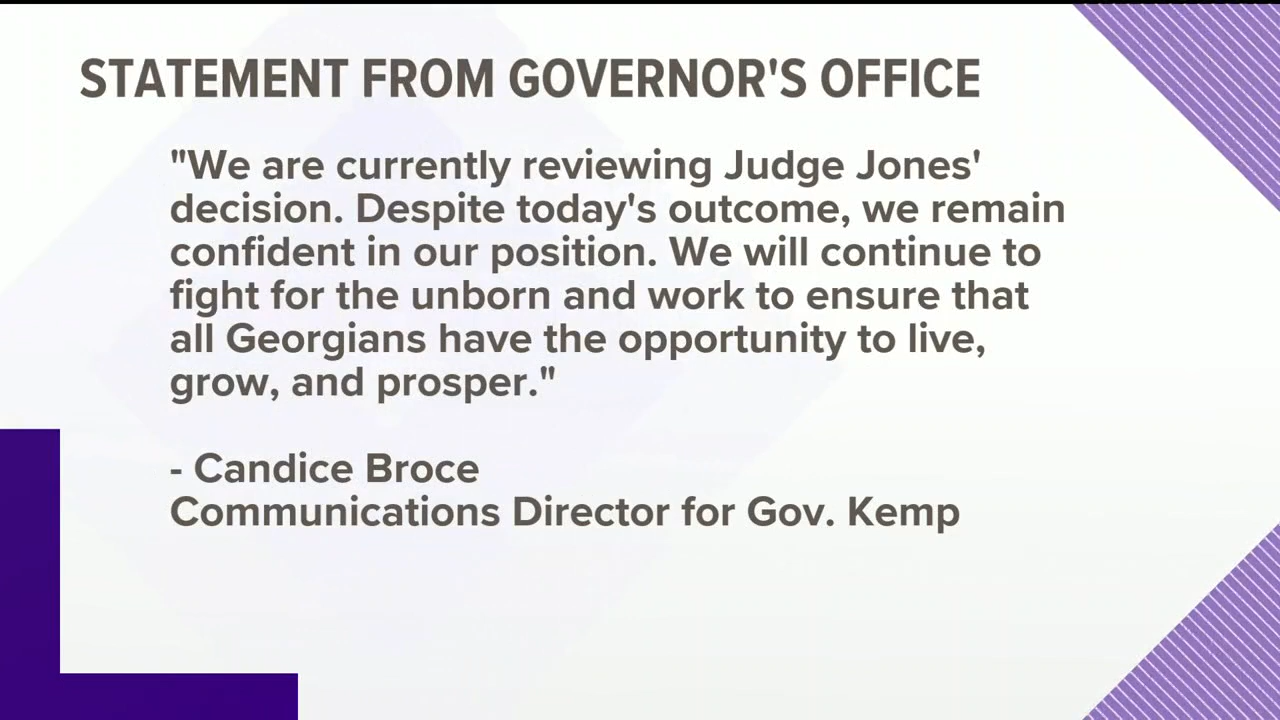 STATEMENT FROM GOVERNOR'S OFFICE
"We are currently reviewing Judge Jones'
decision. Despite today's outcome, we remain
confident in our position. We will continue to
fight for the unborn and work to ensure that
all Georgians have the opportunity to live,
grow, and prosper."
- Candice Broce
Communications Director for Gov. Kemp